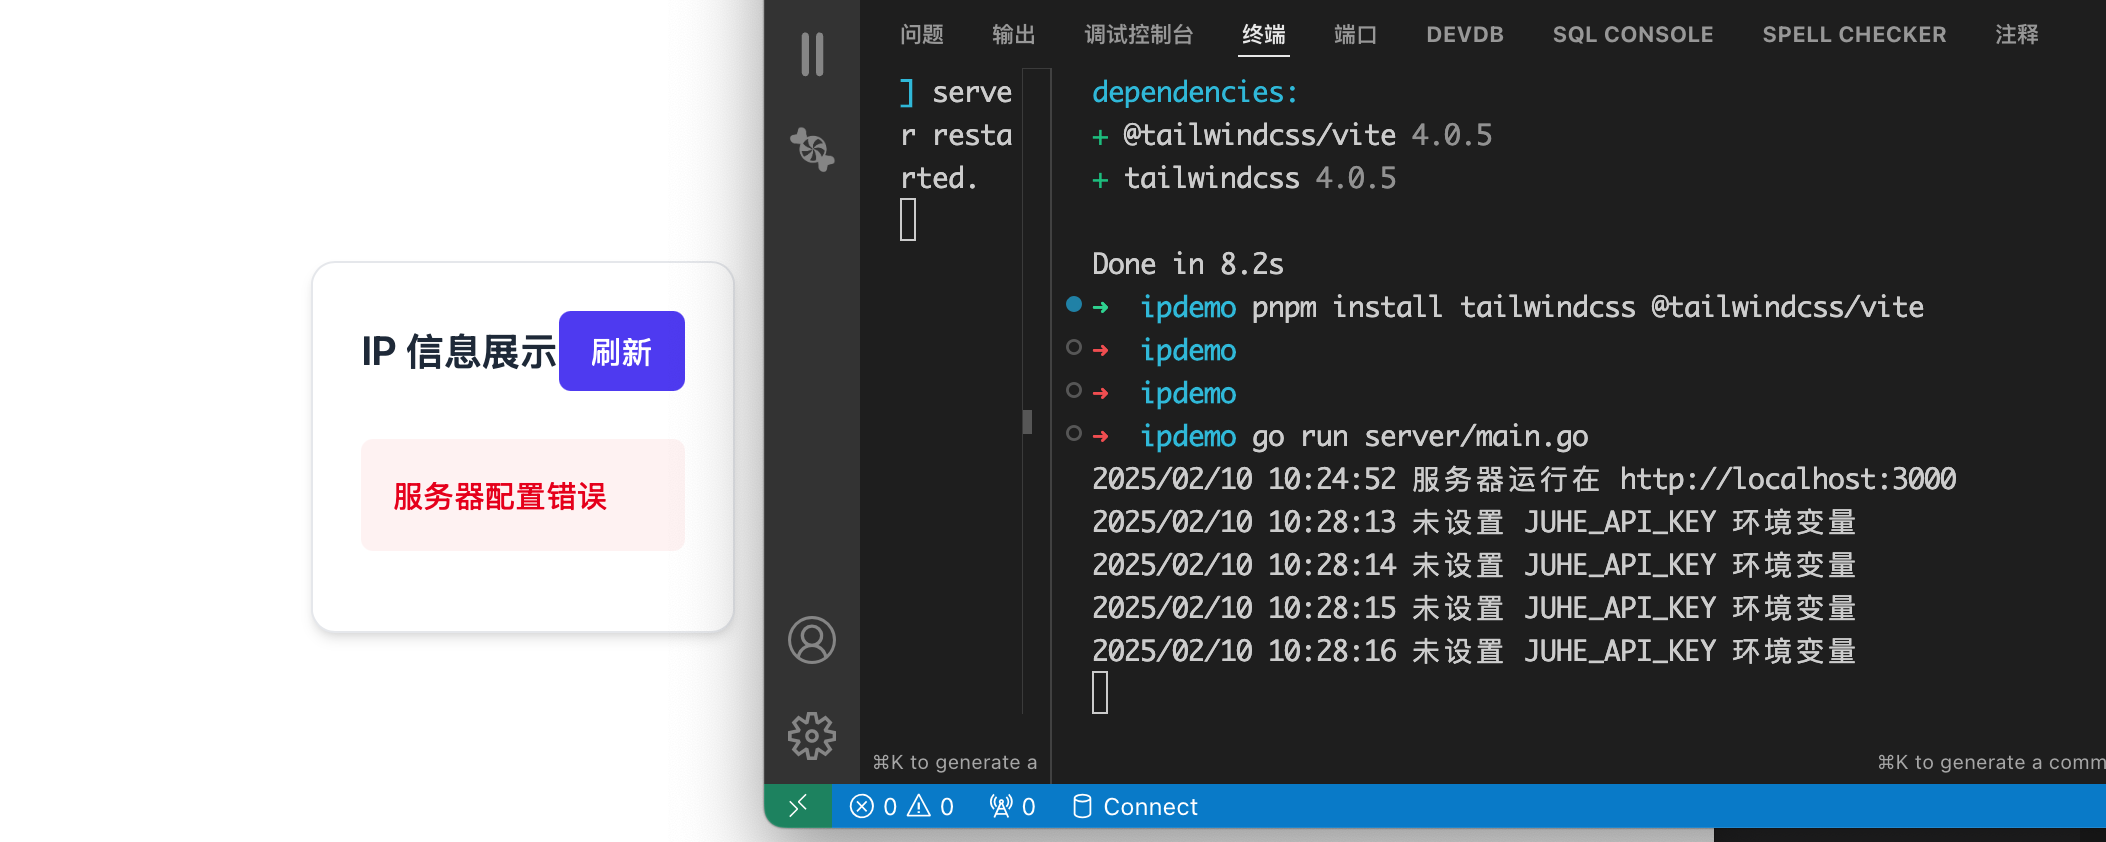 IP 信息展示
刷新
服务器配置错误
问题 输出 调试控制台 终端 端口 DEVDB SQL CONSOLE SPELL CHECKER 注释
] serve
r resta
rted.
dependencies:
+ @tailwindcss/vite 4.0.5
+ tailwindcss 4.0.5
Done in 8.2s
➜ ipdemo pnpm install tailwindcss @tailwindcss/vite
➜ ipdemo
➜ ipdemo
➜ ipdemo go run server/main.go
2025/02/10 10:24:52 服务器运行在 http://localhost:3000
2025/02/10 10:28:13 未设置 JUHE_API_KEY 环境变量
2025/02/10 10:28:14 未设置 JUHE_API_KEY 环境变量
2025/02/10 10:28:15 未设置 JUHE_API_KEY 环境变量
2025/02/10 10:28:16 未设置 JUHE_API_KEY 环境变量
⌘K to generate a
⌘K to generate a comm
0 0 0 Connect